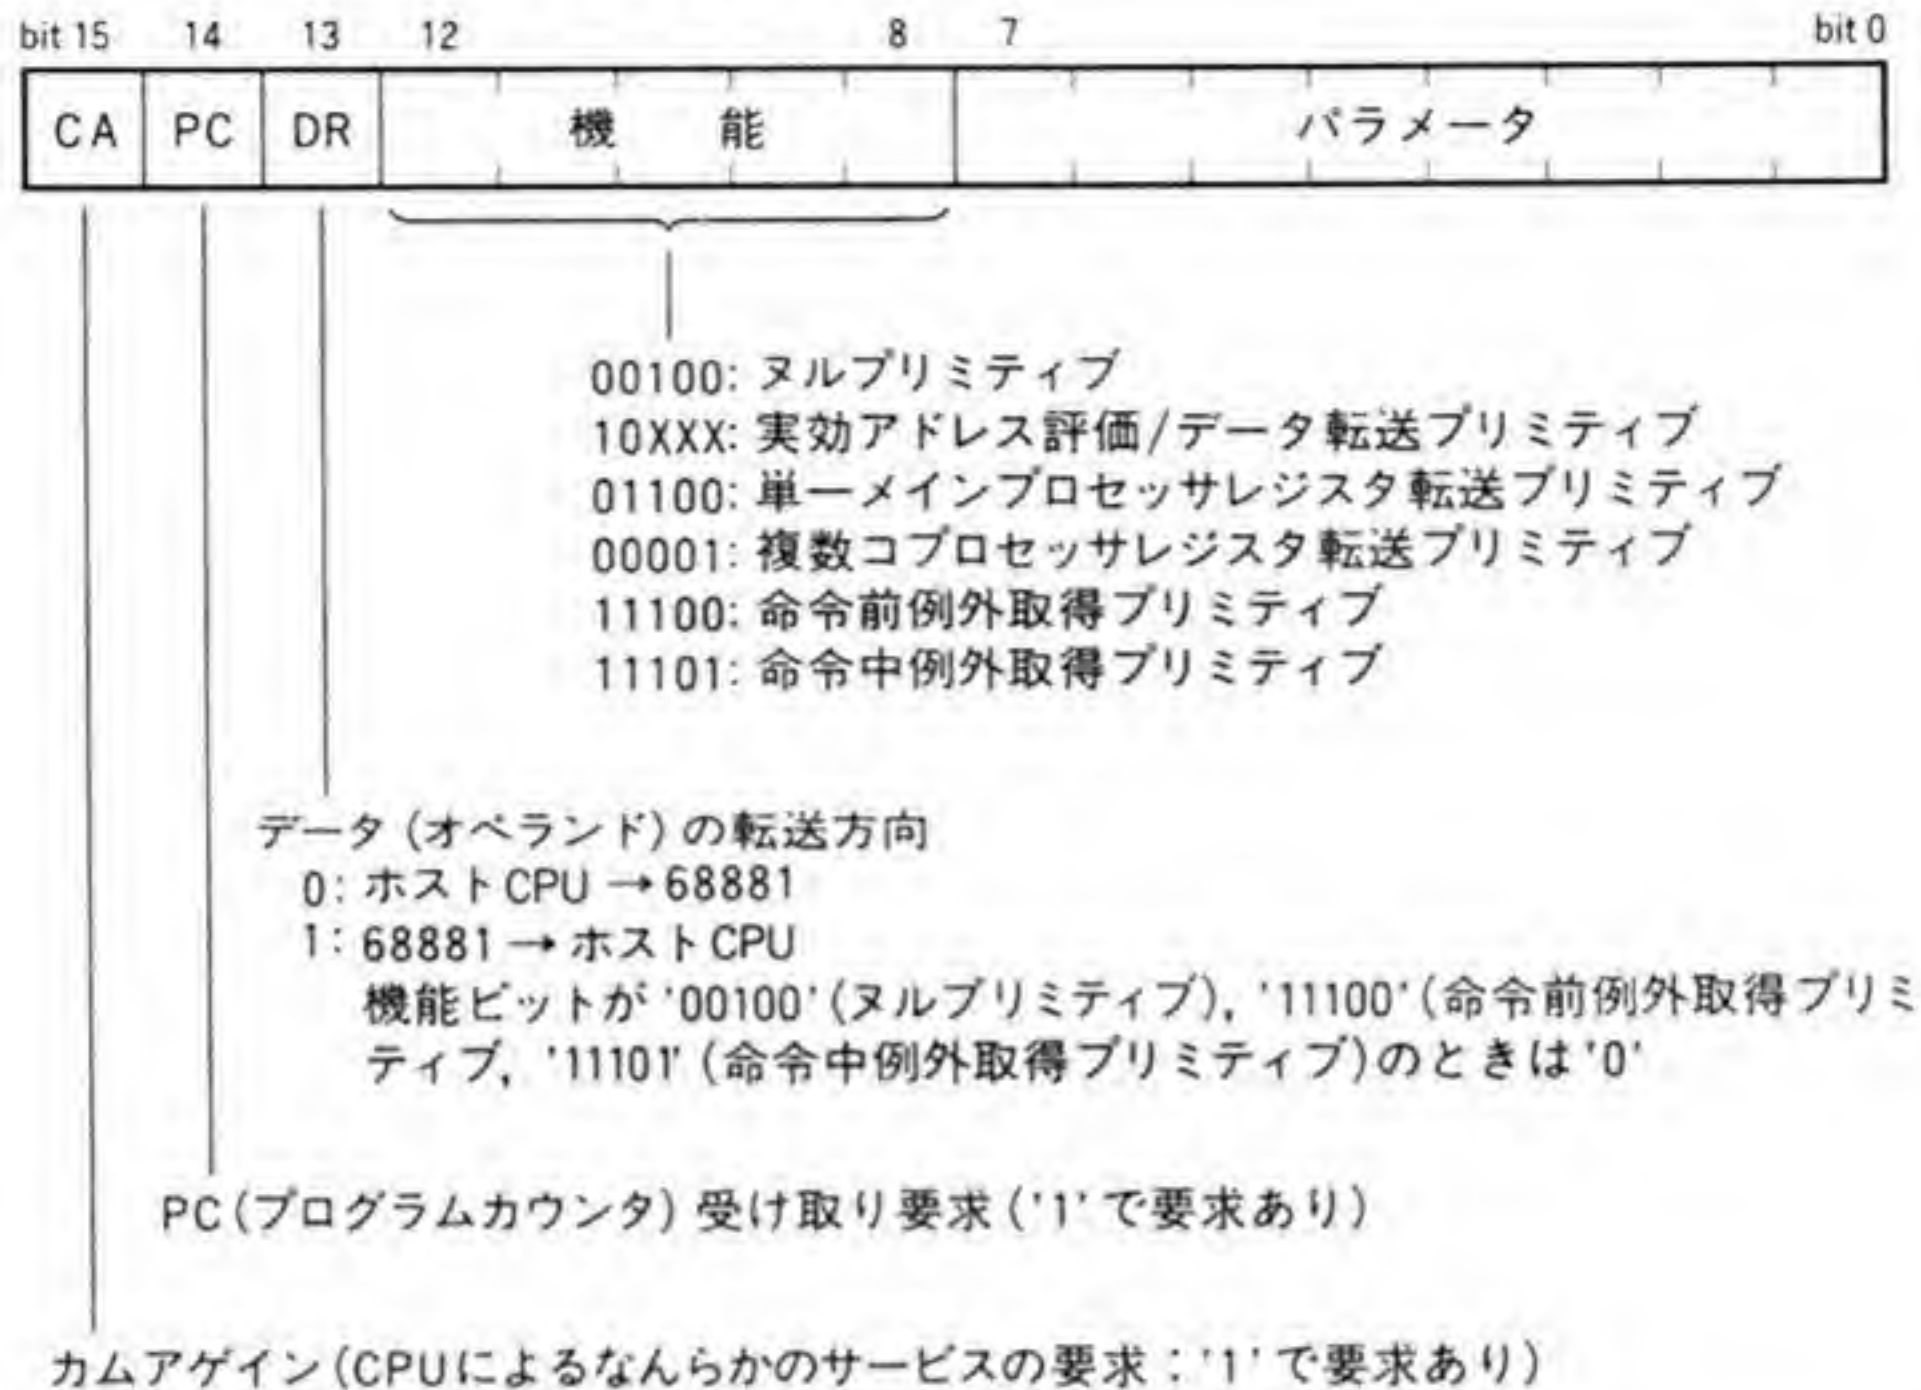 bit 15 14 13 12 8 7 bit 0
CA PC DR 機 能 パラメータ
00100: ヌルプリミティブ
10XXX: 実効アドレス評価/データ転送プリミティブ
01100: 単一メインプロセッサレジスタ転送プリミティブ
00001: 複数コプロセッサレジスタ転送プリミティブ
11100: 命令前例外取得プリミティブ
11101: 命令中例外取得プリミティブ
データ(オペランド)の転送方向
0: ホストCPU → 68881
1: 68881 → ホストCPU
機能ビットが'00100'(ヌルプリミティブ), '11100'(命令前例外取得プリミ
ティブ, '11101'(命令中例外取得プリミティブ)のときは'0'
PC(プログラムカウンタ)受け取り要求('1'で要求あり)
カムアゲイン(CPUによるなんらかのサービスの要求:'1'で要求あり)